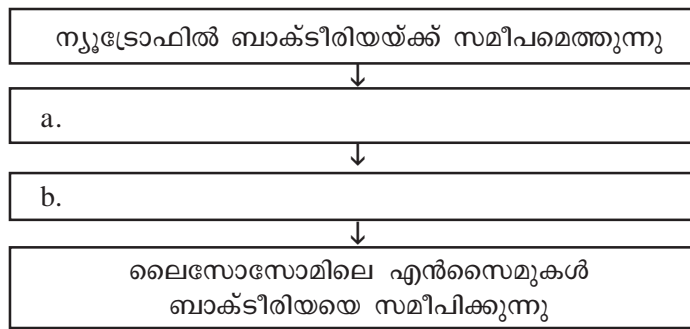 ന്യൂട്രോഫിൽ ബാക്ടീരിയയ്ക്ക് സമീപമെത്തുന്നു
a.
b.
ലൈസോസോമിലെ എൻസൈമുകൾ
ബാക്ടീരിയയെ സമീപിക്കുന്നു